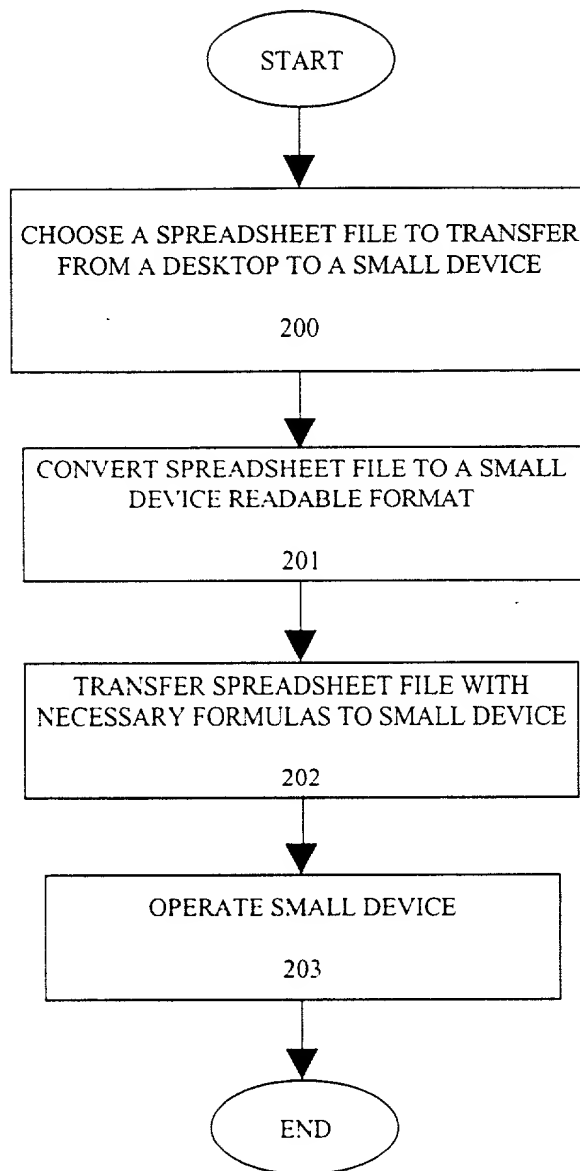 START
CHOOSE A SPREADSHEET FILE TO TRANSFER
FROM A DESKTOP TO A SMALL DEVICE
200
CONVERT SPREADSHEET FILE TO A SMALL
DEVICE READABLE FORMAT
201
TRANSFER SPREADSHEET FILE WITH
NECESSARY FORMULAS TO SMALL DEVICE
202
OPERATE SMALL DEVICE
203
END